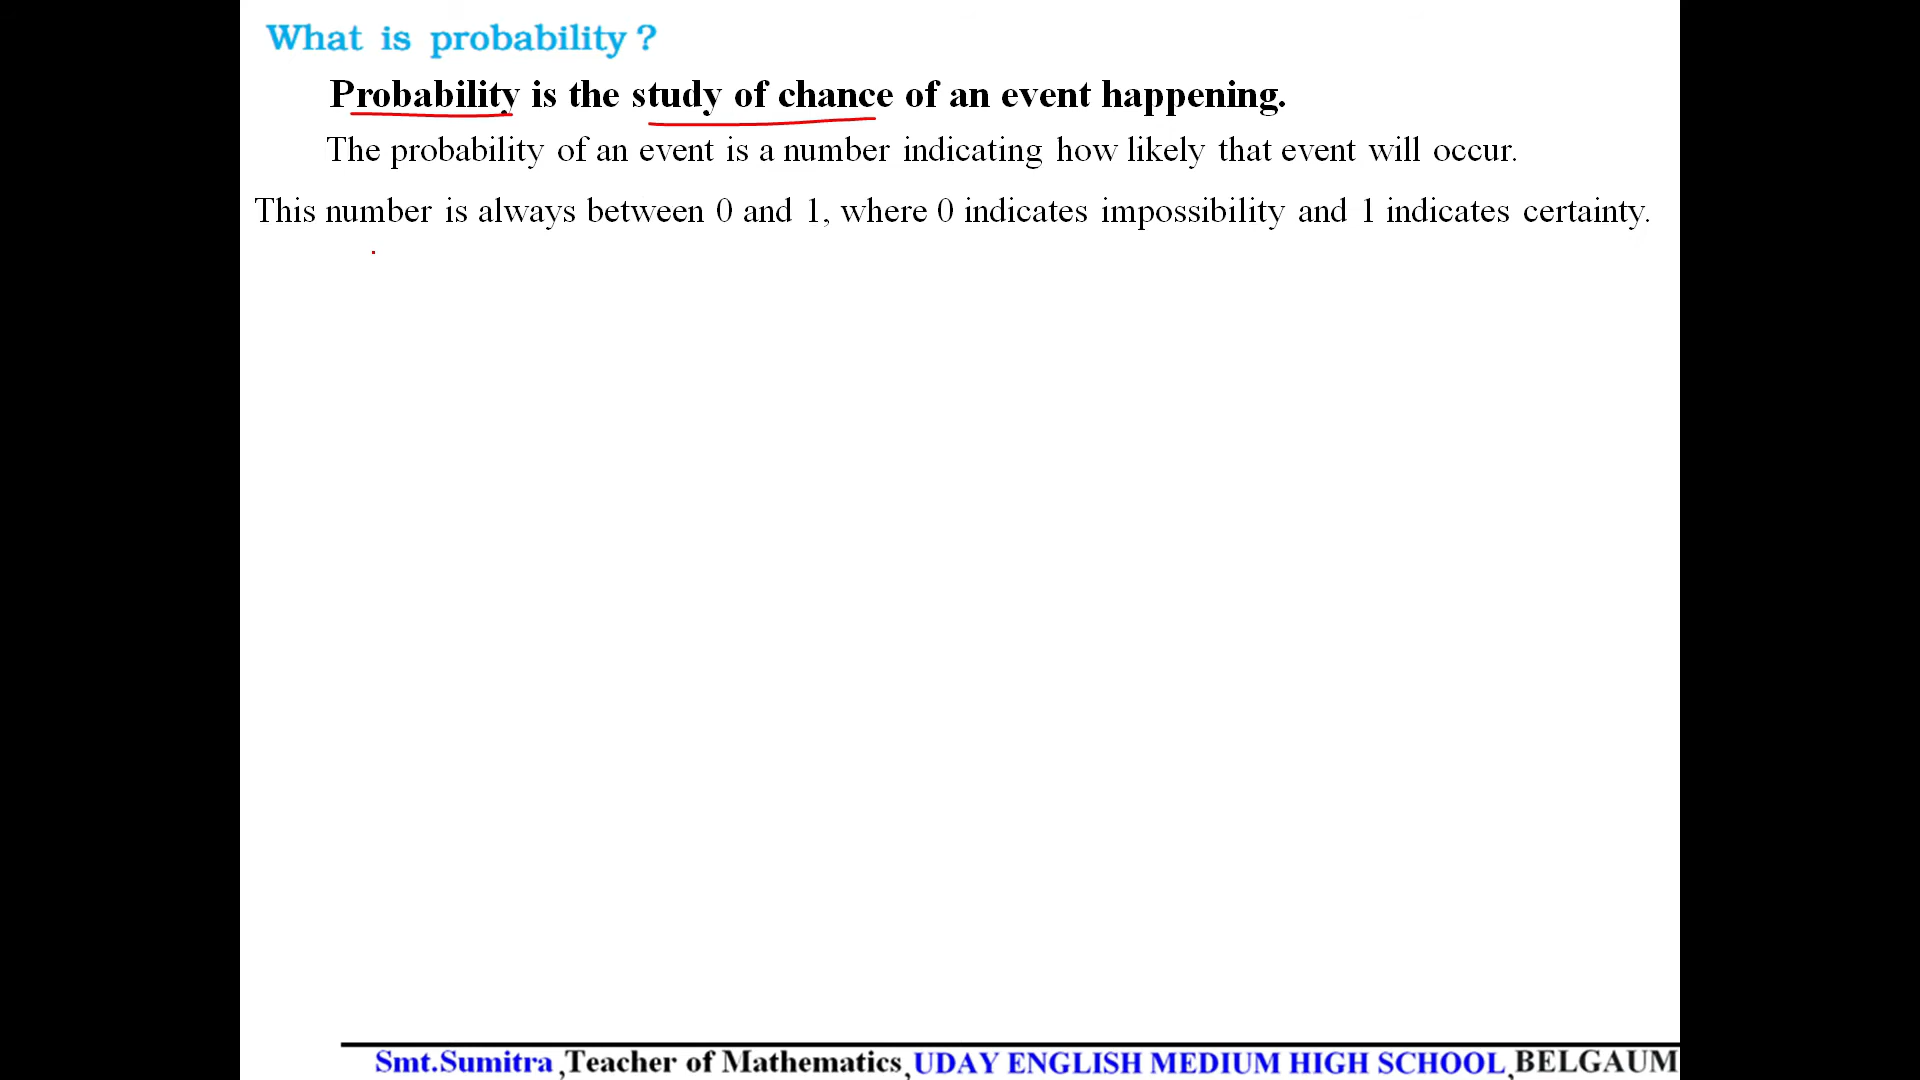 What is probability ?
Probability is the study of chance of an event happening.
The probability of an event is a number indicating how likely that event will occur.
This number is always between 0 and 1, where 0 indicates impossibility and 1 indicates certainty.
Smt.Sumitra ,Teacher of Mathematics, UDAY ENGLISH MEDIUM HIGH SCHOOL, BELGAUM